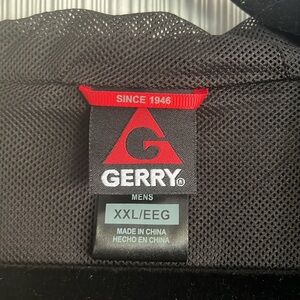 SINCE 1946
G
GERRY®
MENS
XXL/EEG
MADE IN CHINA
HECHO EN CHINA